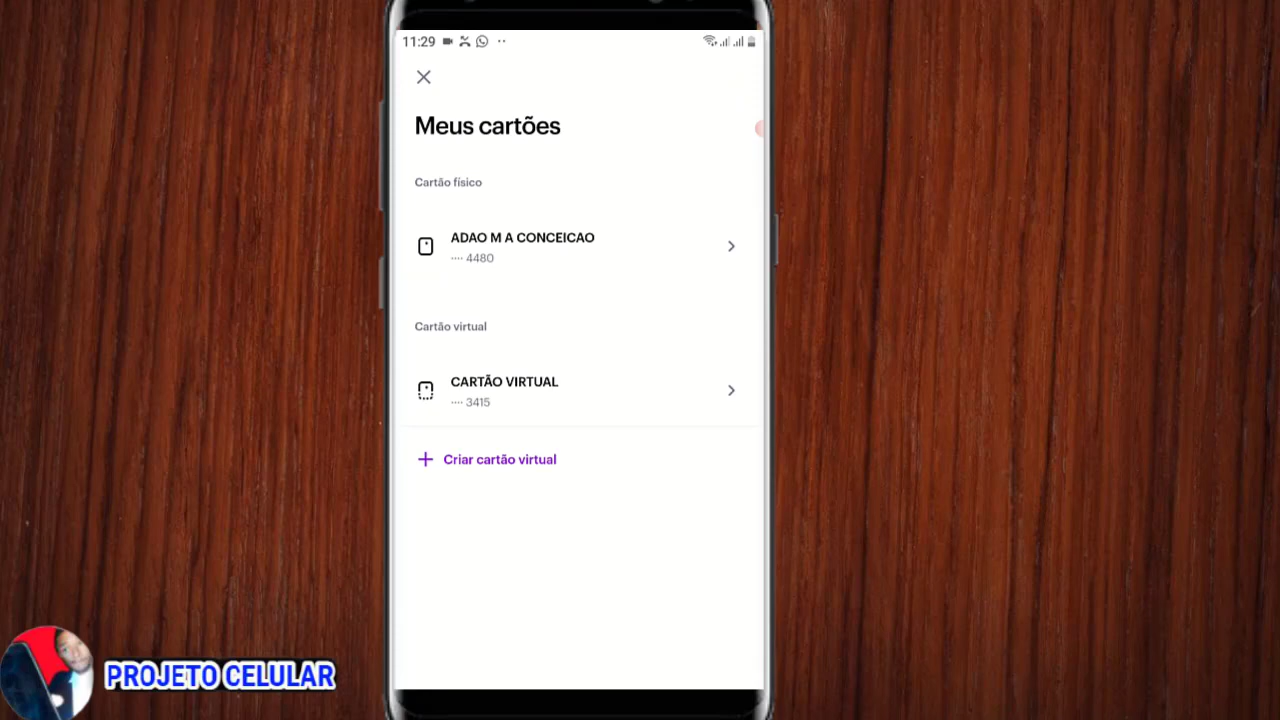 11:29
Meus cartões
Cartão físico
ADAO M A CONCEICAO
···· 4480
Cartão virtual
CARTÃO VIRTUAL
···· 3415
+ Criar cartão virtual
PROJETO CELULAR